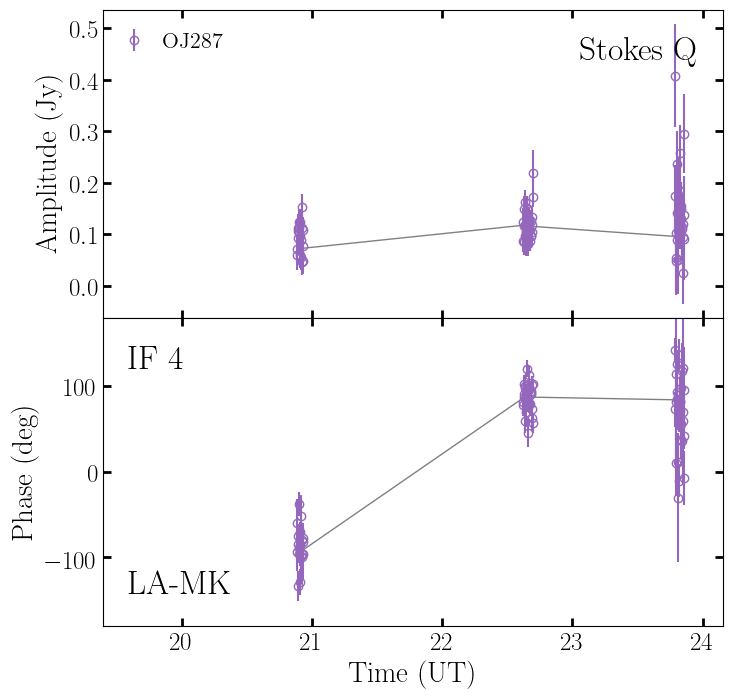 OJ287
Stokes Q
Amplitude (Jy)
0.5
0.4
0.3
0.2
0.1
0.0
IF 4
LA-MK
Phase (deg)
100
0
−100
20 21 22 23 24
Time (UT)